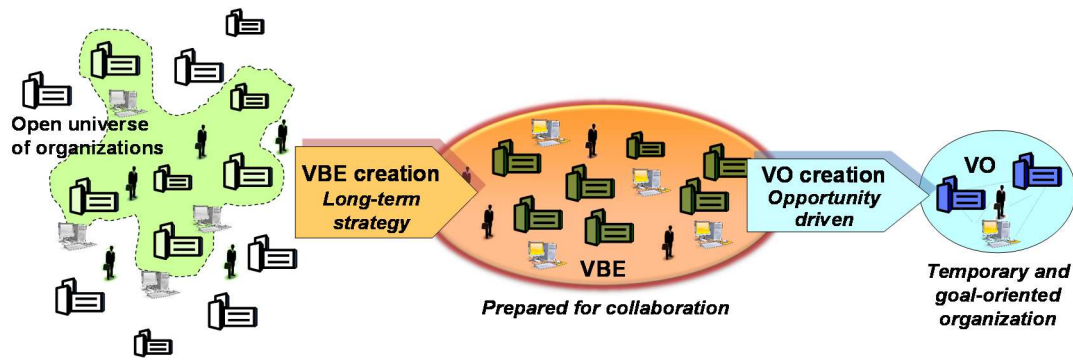 Open universe
of organizations
VBE creation
Long-term
strategy
VBE
Prepared for collaboration
VO creation
Opportunity
driven
VO
Temporary and
goal-oriented
organization